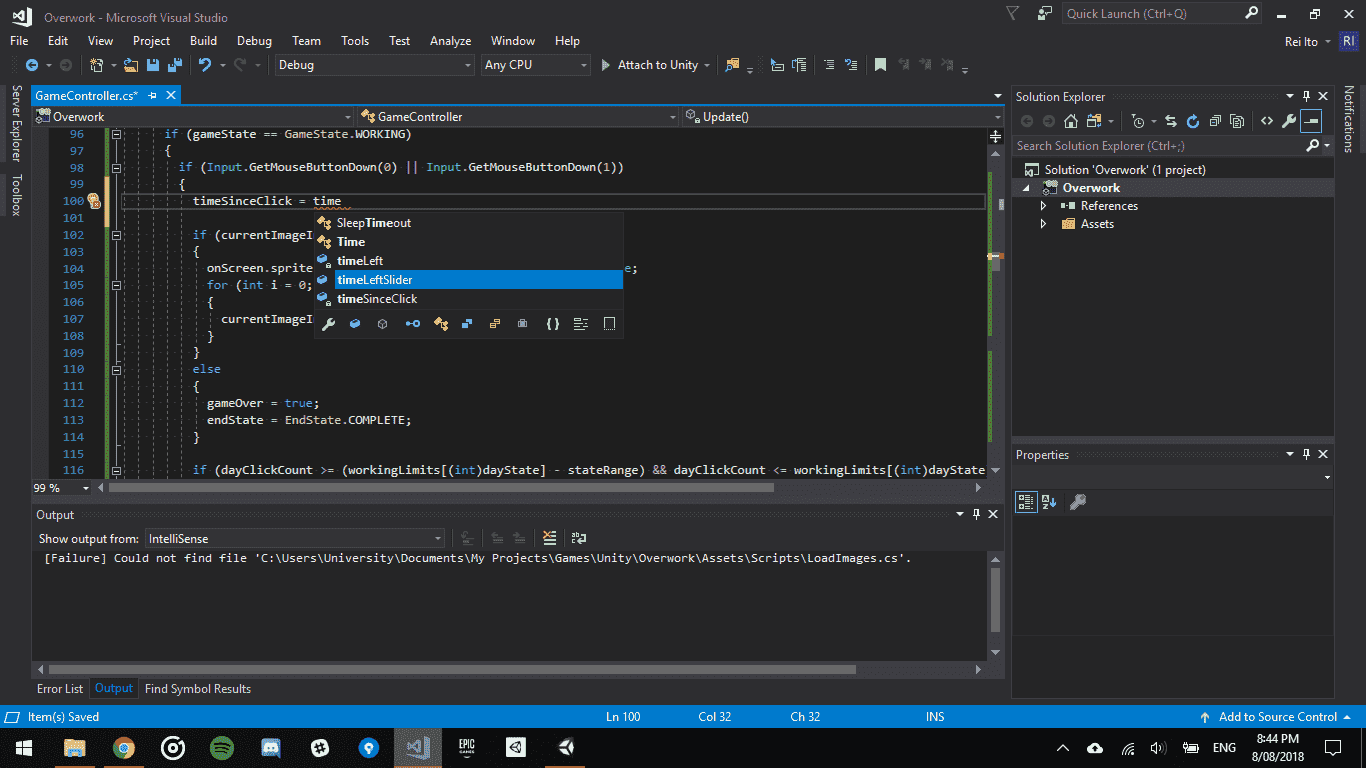 Overwork - Microsoft Visual Studio
Quick Launch (Ctrl+Q)
File Edit View Project Build Debug Team Tools Test Analyze Window Help
Rei Ito RI
Debug Any CPU Attach to Unity
Server Explorer
Toolbox
GameController.cs*
Overwork GameController Update()
96 if (gameState == GameState.WORKING)
97 {
98 if (Input.GetMouseButtonDown(0) || Input.GetMouseButtonDown(1))
99 {
100 timeSinceClick = time
101
102 if (currentImageI
103 {
104 onScreen.sprite e;
105 for (int i = 0;
106 {
107 currentImageI
108 }
109 }
110 else
111 {
112 gameOver = true;
113 endState = EndState.COMPLETE;
114 }
115
116 if (dayClickCount >= (workingLimits[(int)dayState] - stateRange) && dayClickCount <= workingLimits[(int)dayState
SleepTimeout
Time
timeLeft
timeLeftSlider
timeSinceClick
99 %
Output
Show output from: IntelliSense
[Failure] Could not find file 'C:\Users\University\Documents\My Projects\Games\Unity\Overwork\Assets\Scripts\LoadImages.cs'.
Error List Output Find Symbol Results
Solution Explorer
Search Solution Explorer (Ctrl+;)
Solution 'Overwork' (1 project)
Overwork
References
Assets
Properties
Notifications
Item(s) Saved Ln 100 Col 32 Ch 32 INS Add to Source Control
EPIC
GAMES
ENG
8:44 PM
8/08/2018